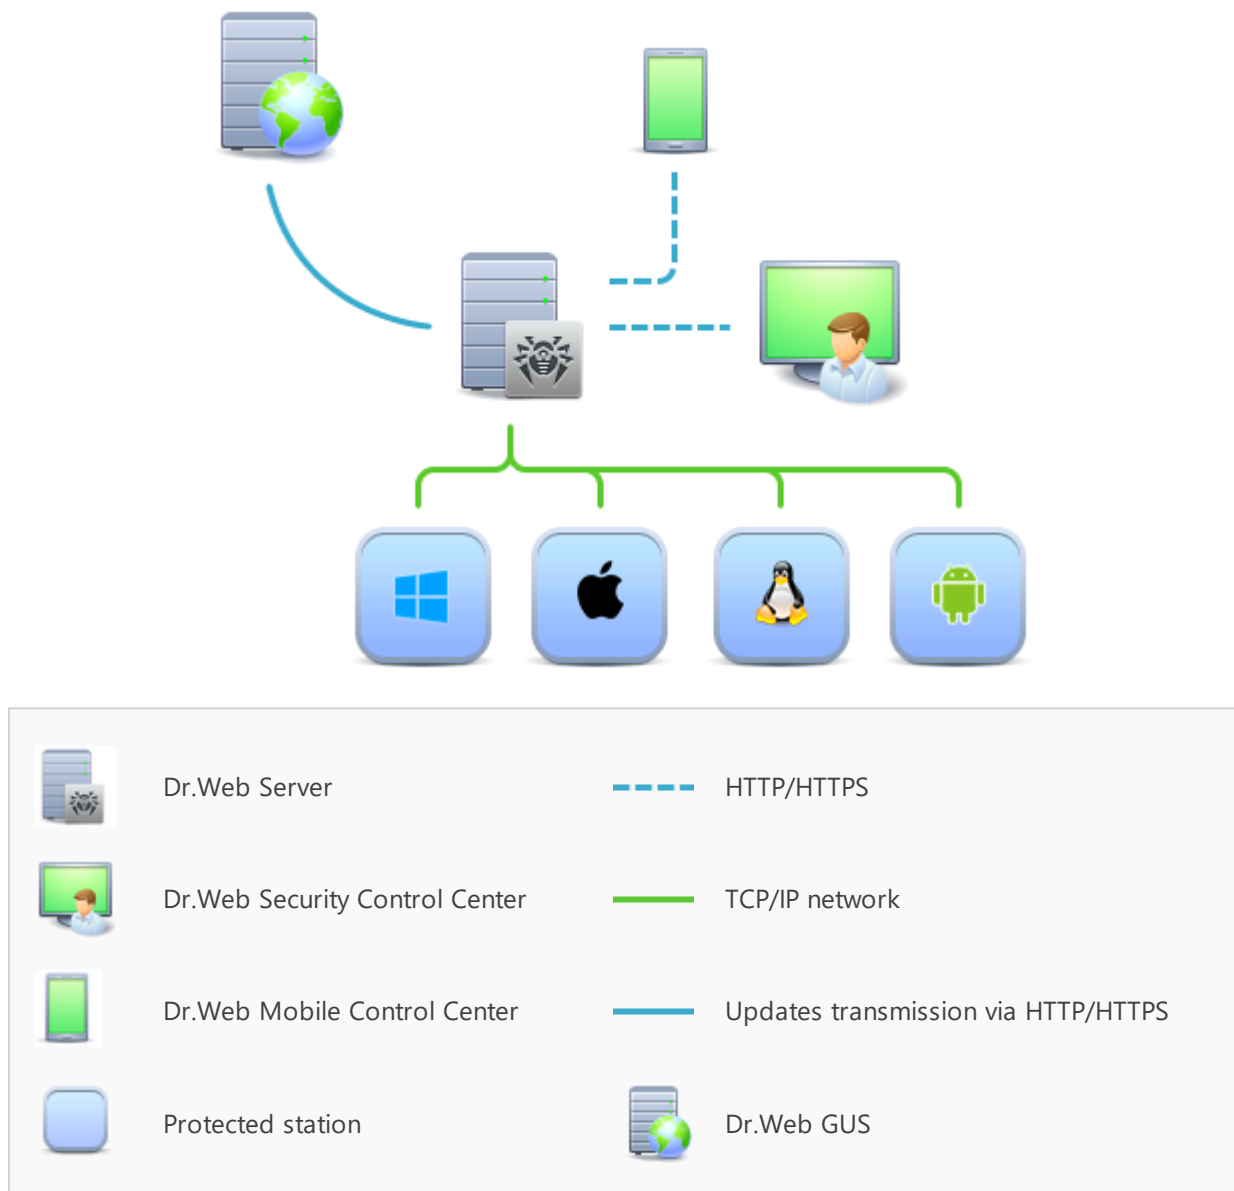 Dr.Web Server
HTTP/HTTPS
Dr.Web Security Control Center
TCP/IP network
Dr.Web Mobile Control Center
Updates transmission via HTTP/HTTPS
Protected station
Dr.Web GUS